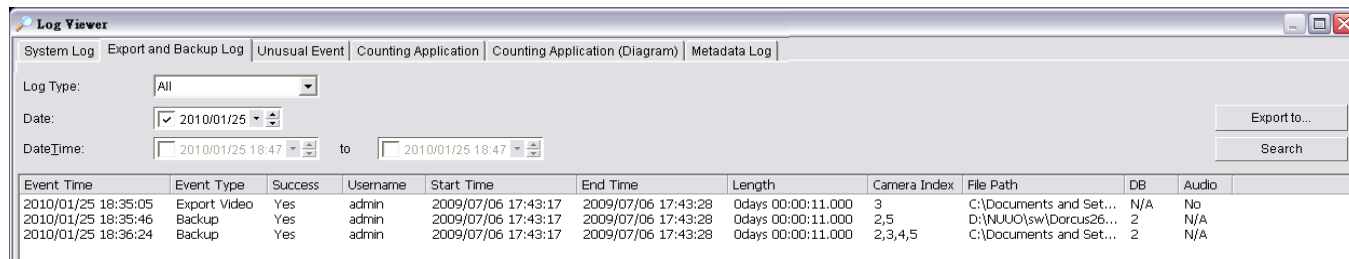 Log Viewer
System Log Export and Backup Log Unusual Event Counting Application Counting Application (Diagram) Metadata Log
Log Type: All
Date: 2010/01/25 Export to...
DateTime: 2010/01/25 18:47 to 2010/01/25 18:47 Search
Event Time Event Type Success Username Start Time End Time Length Camera Index File Path DB Audio
2010/01/25 18:35:05 Export Video Yes admin 2009/07/06 17:43:17 2009/07/06 17:43:28 0days 00:00:11.000 3 C:\Documents and Set... N/A No
2010/01/25 18:35:46 Backup Yes admin 2009/07/06 17:43:17 2009/07/06 17:43:28 0days 00:00:11.000 2,5 D:\NUUO\sw\Dorcus26... 2 N/A
2010/01/25 18:36:24 Backup Yes admin 2009/07/06 17:43:17 2009/07/06 17:43:28 0days 00:00:11.000 2,3,4,5 C:\Documents and Set... 2 N/A